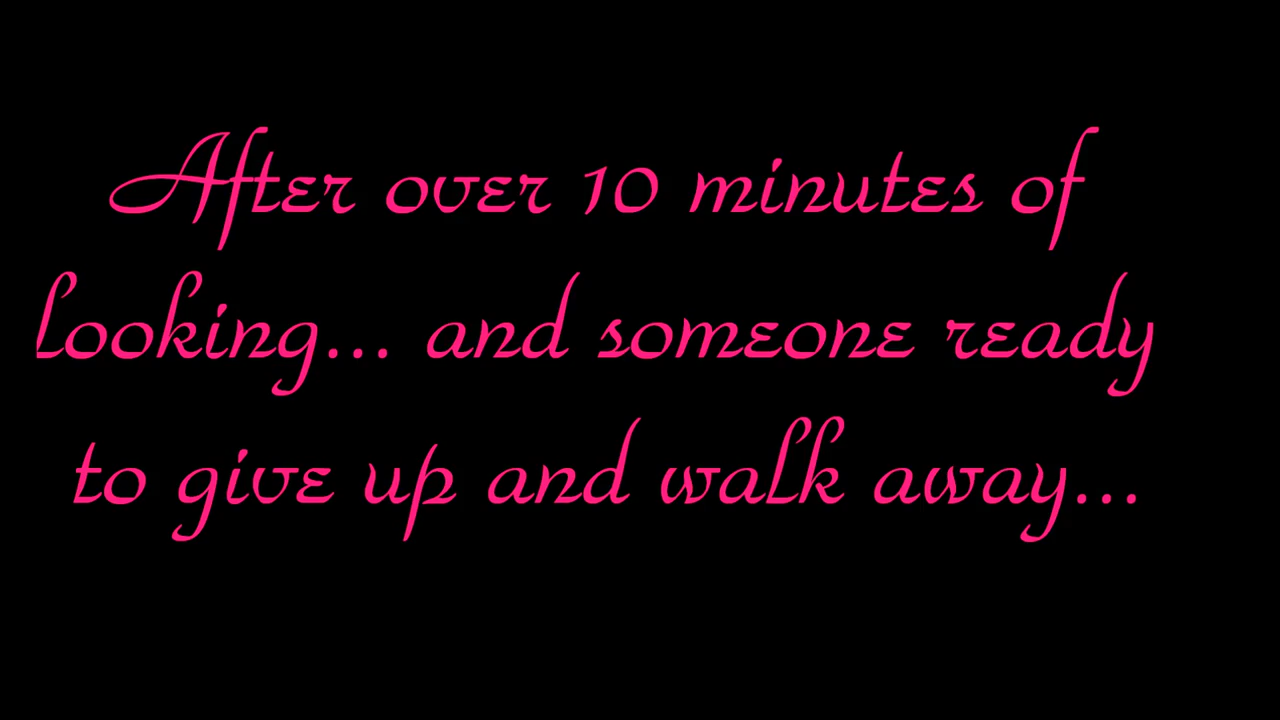 After over 10 minutes of
looking... and someone ready
to give up and walk away...